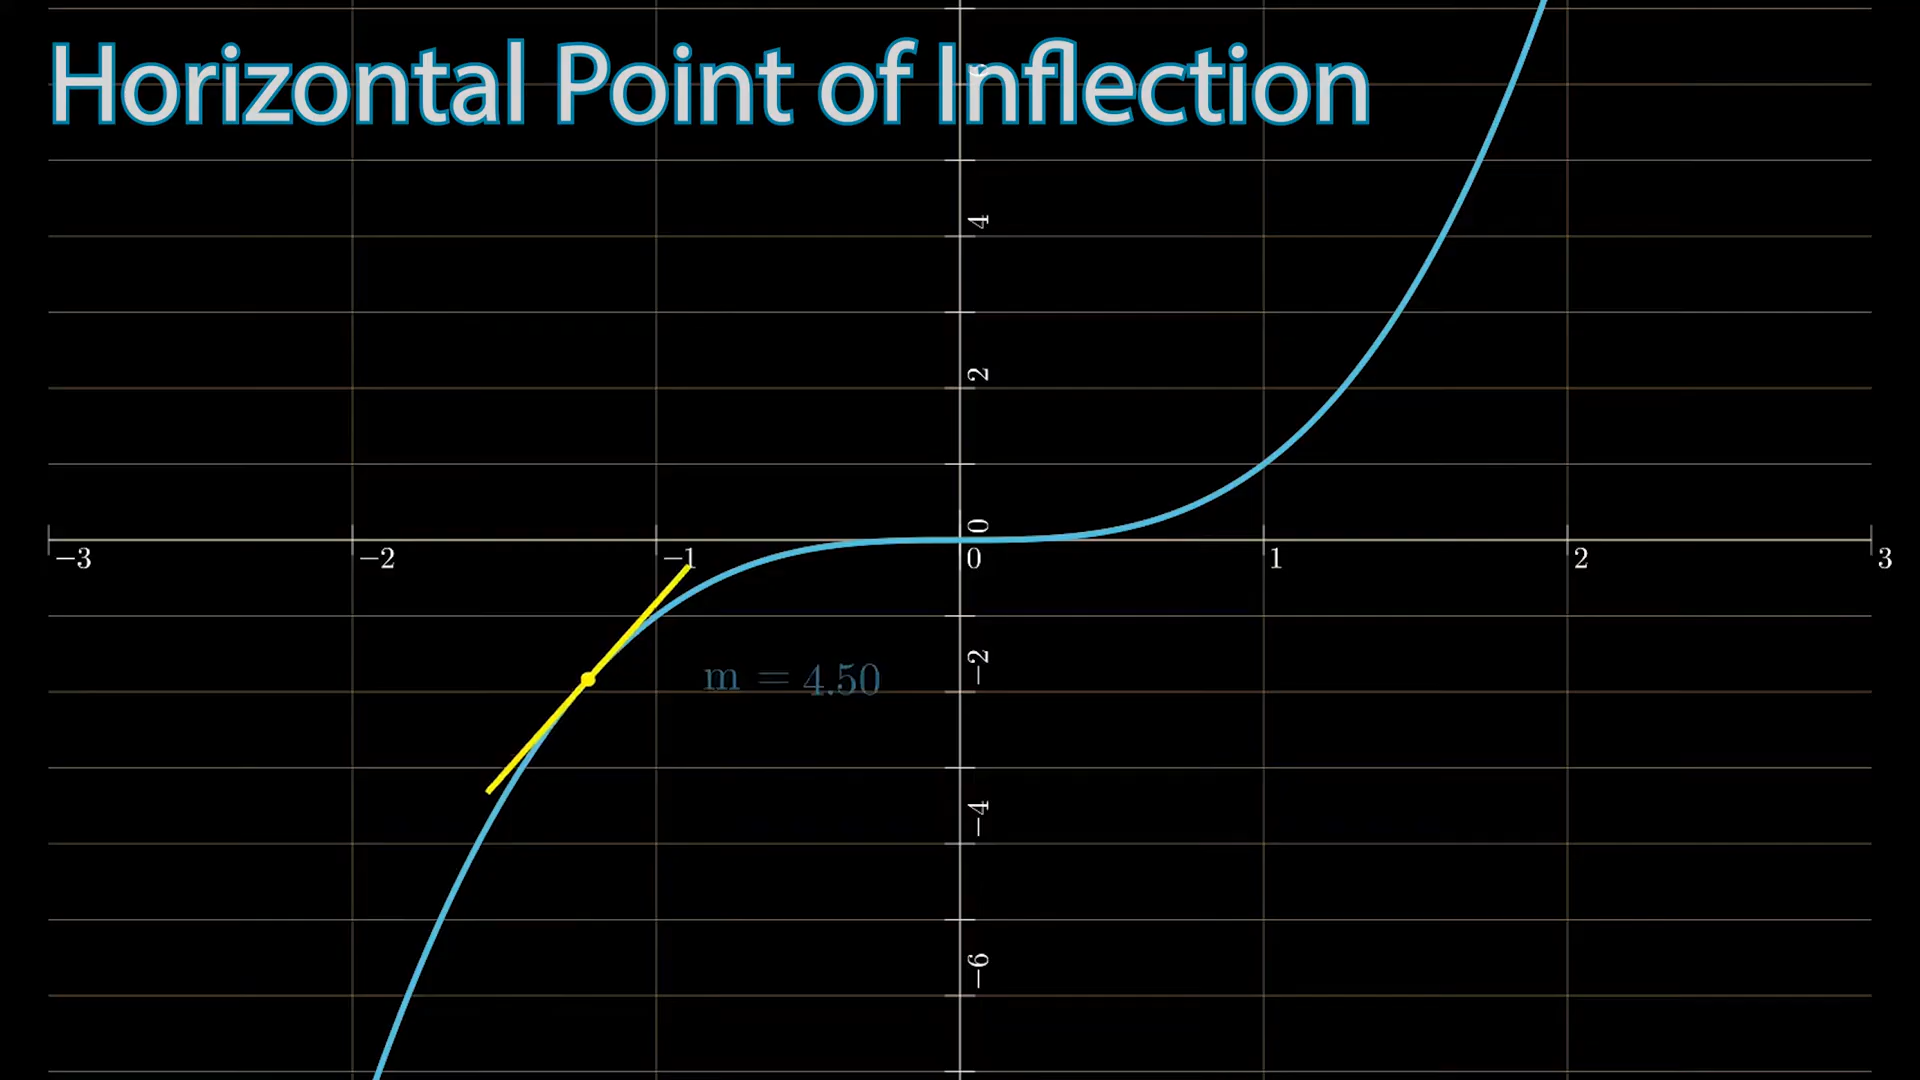 Horizontal Point of Inflection
6
4
2
0
−3 −2 −1 0 1 2 3
−2
m = 4.50
−4
−6